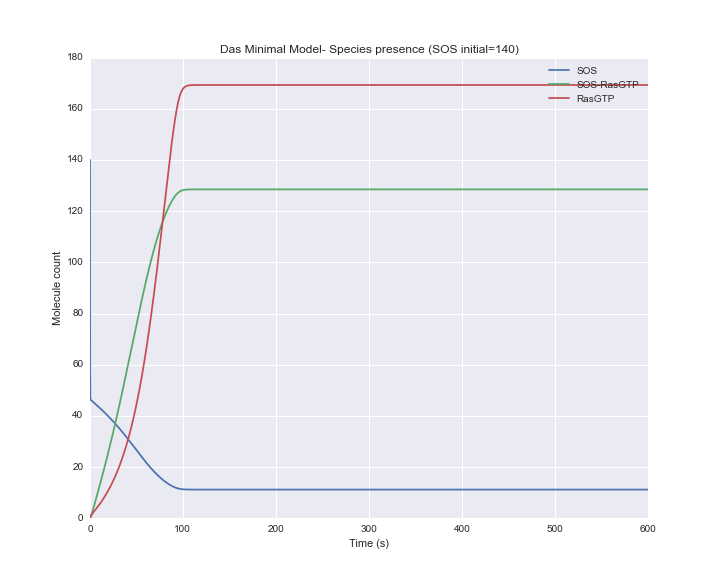 Das Minimal Model- Species presence (SOS initial=140)
180
160
140
120
100
80
60
40
20
0
Molecule count
SOS
SOS-RasGTP
RasGTP
0 100 200 300 400 500 600
Time (s)